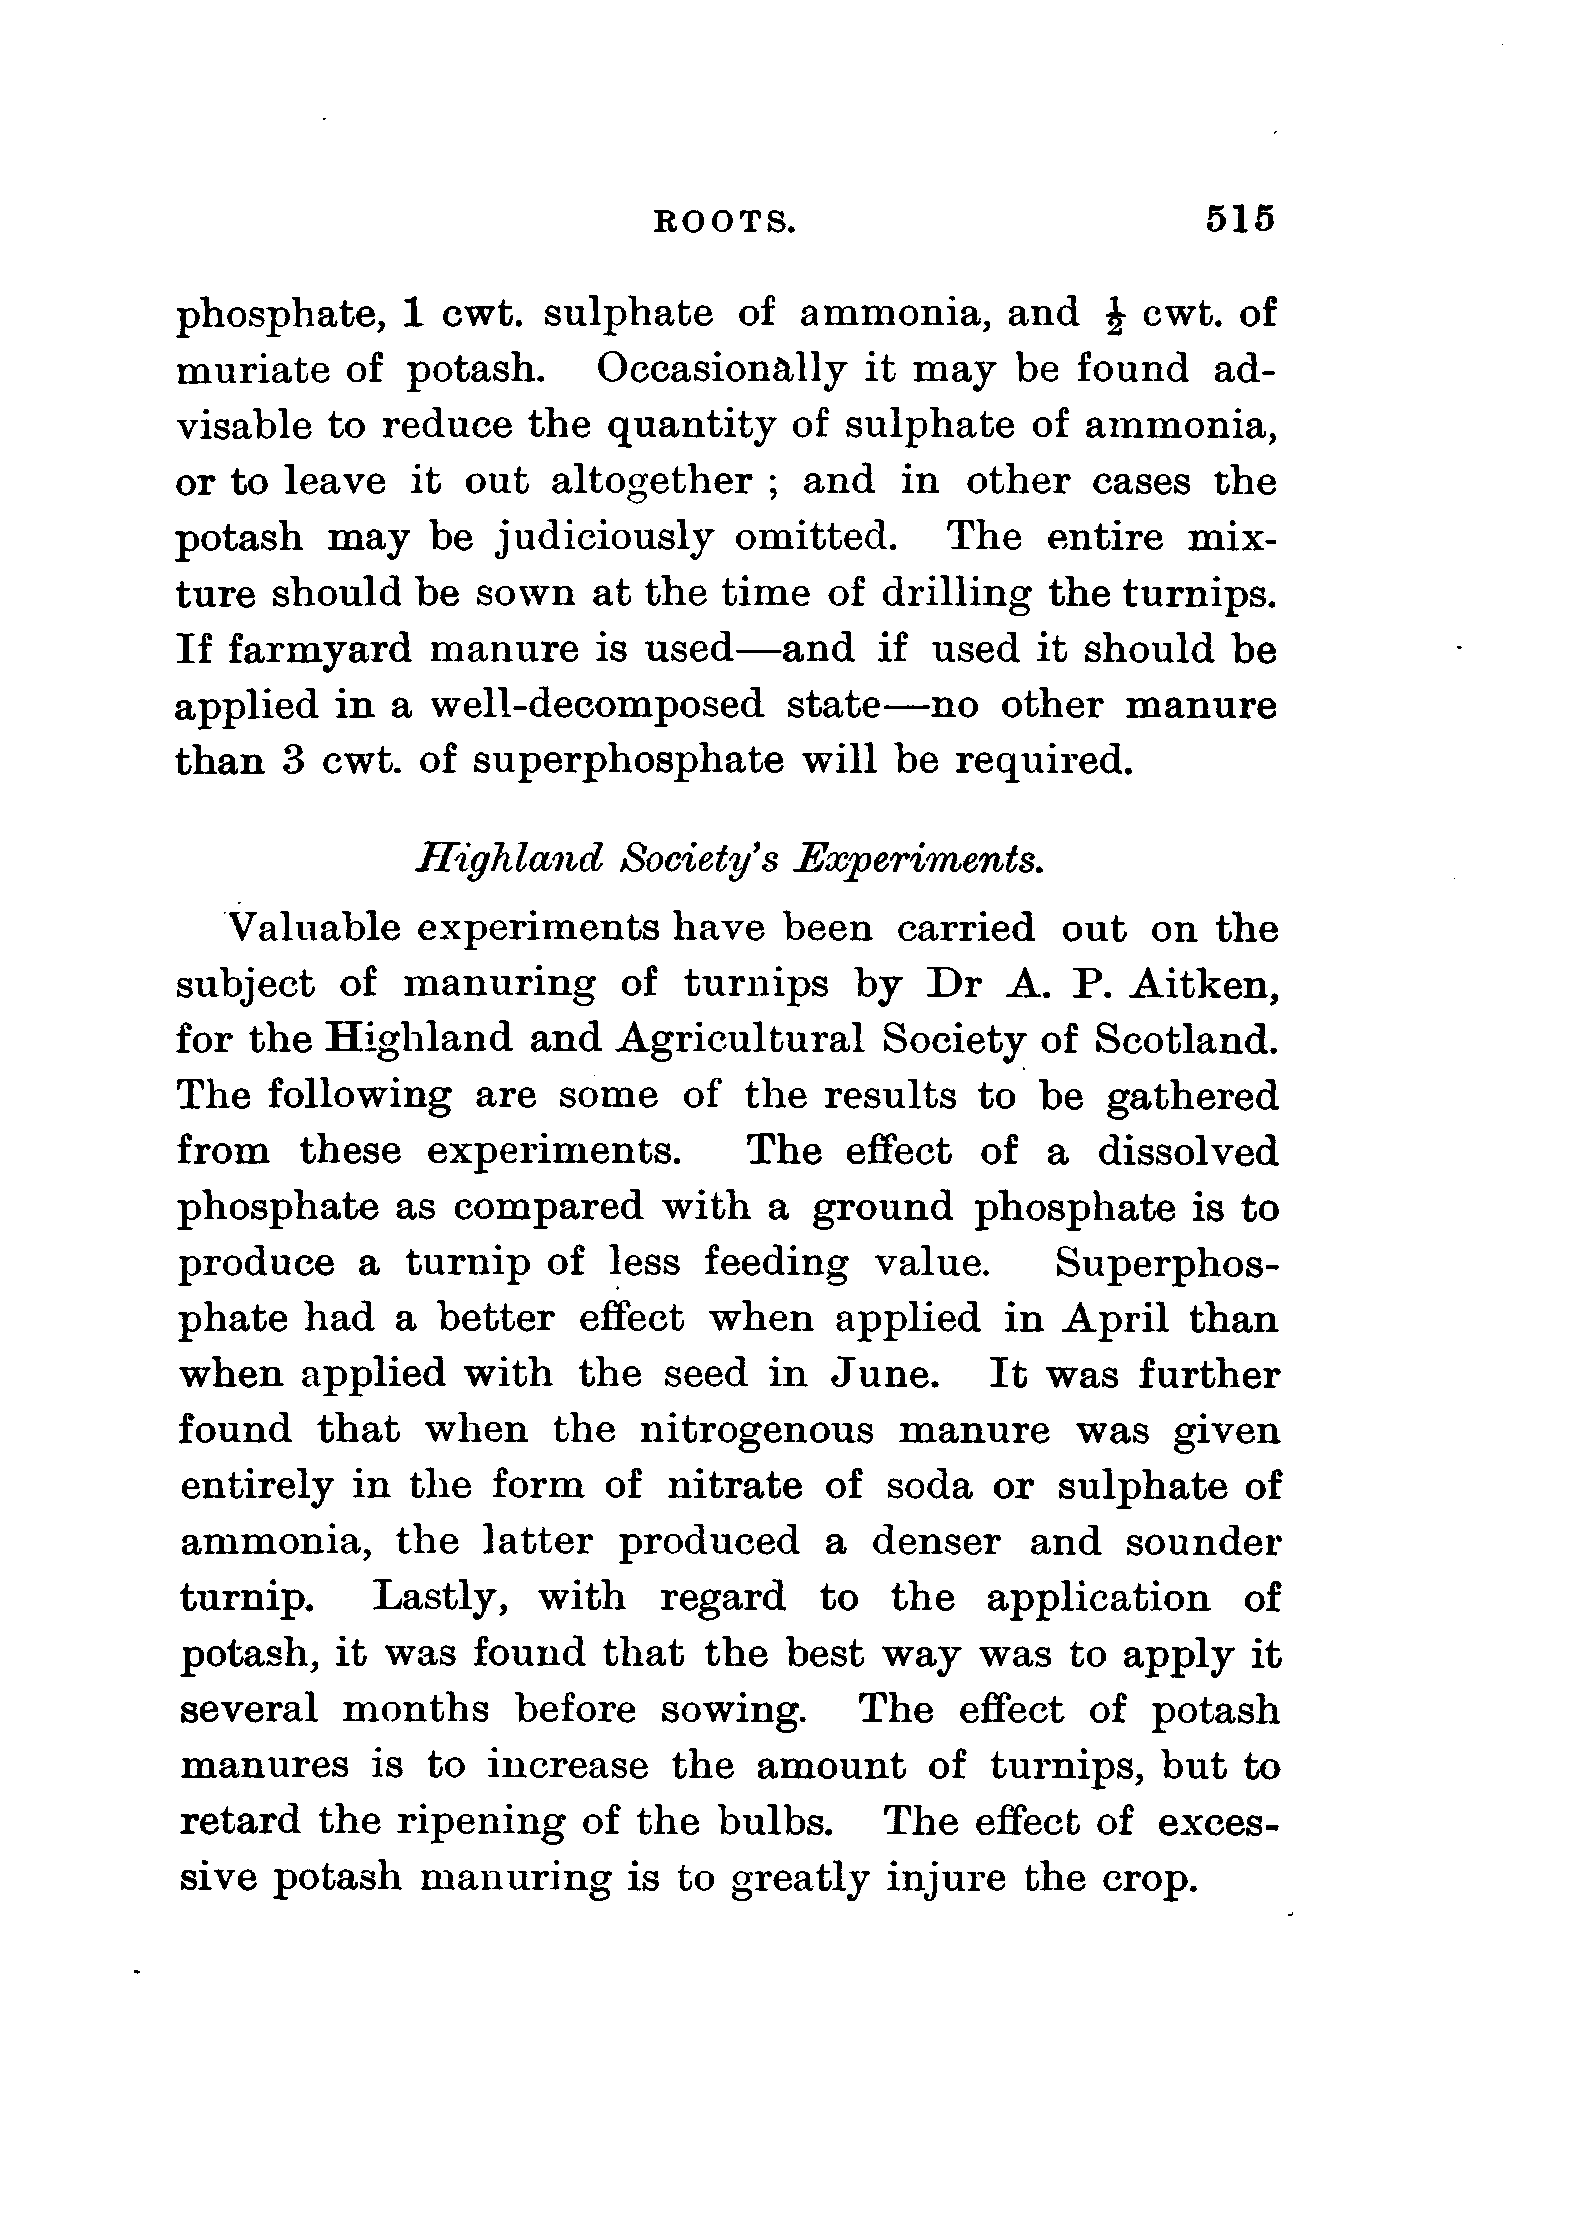 ROOTS. 515
phosphate, 1 cwt. sulphate of ammonia, and ½ cwt. of
muriate of potash. Occasionally it may be found ad-
visable to reduce the quantity of sulphate of ammonia,
or to leave it out altogether ; and in other cases the
potash may be judiciously omitted. The entire mix-
ture should be sown at the time of drilling the turnips.
If farmyard manure is used—and if used it should be
applied in a well-decomposed state—no other manure
than 3 cwt. of superphosphate will be required.
Highland Society's Experiments.
Valuable experiments have been carried out on the
subject of manuring of turnips by Dr A. P. Aitken,
for the Highland and Agricultural Society of Scotland.
The following are some of the results to be gathered
from these experiments. The effect of a dissolved
phosphate as compared with a ground phosphate is to
produce a turnip of less feeding value. Superphos-
phate had a better effect when applied in April than
when applied with the seed in June. It was further
found that when the nitrogenous manure was given
entirely in the form of nitrate of soda or sulphate of
ammonia, the latter produced a denser and sounder
turnip. Lastly, with regard to the application of
potash, it was found that the best way was to apply it
several months before sowing. The effect of potash
manures is to increase the amount of turnips, but to
retard the ripening of the bulbs. The effect of exces-
sive potash manuring is to greatly injure the crop.